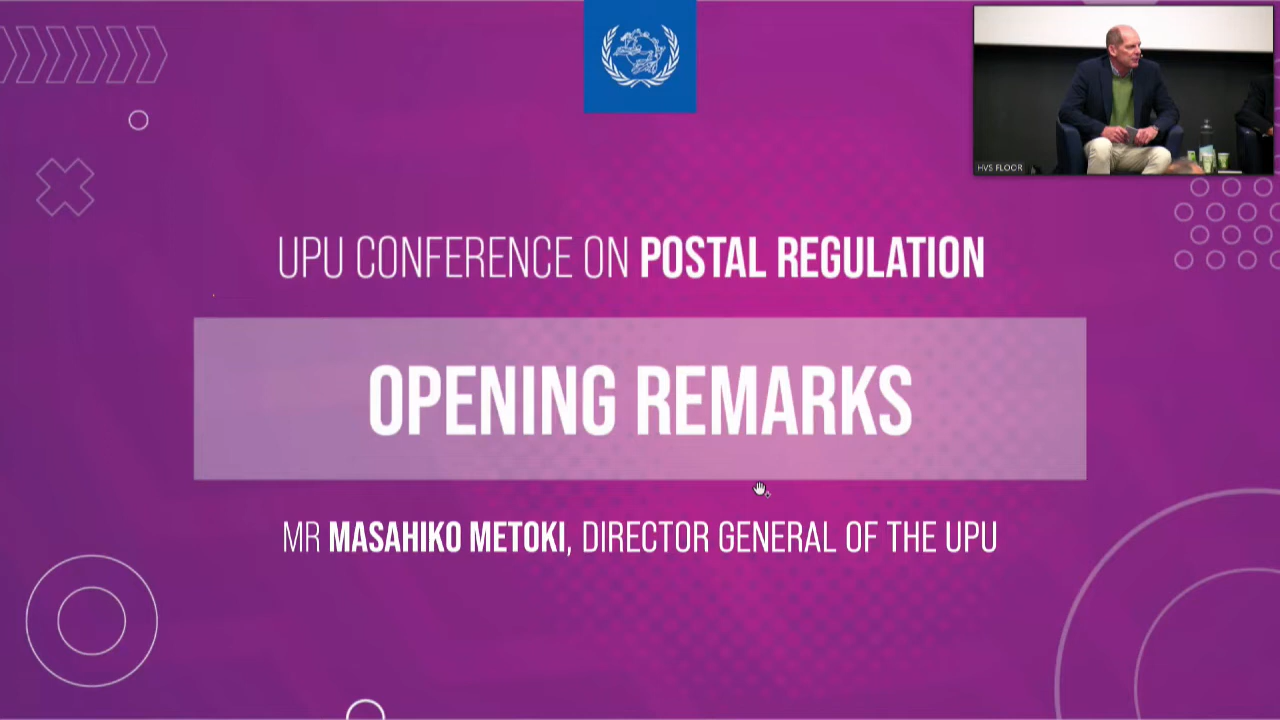 HVS FLOOR
UPU CONFERENCE ON POSTAL REGULATION
OPENING REMARKS
MR MASAHIKO METOKI, DIRECTOR GENERAL OF THE UPU